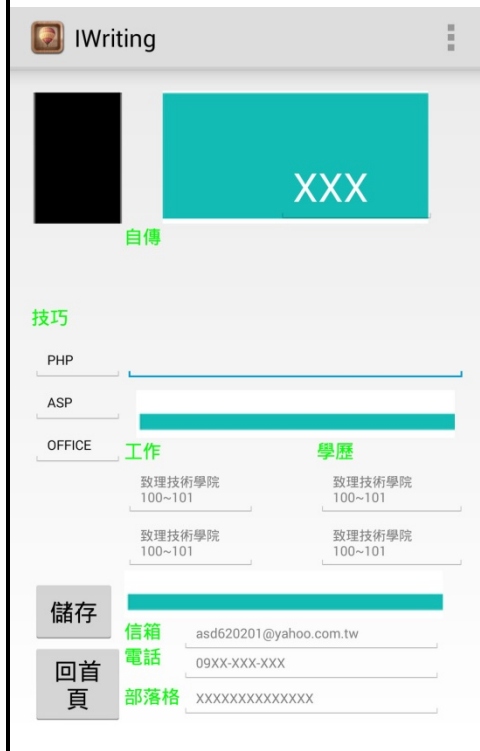 IWriting
XXX
自傳
技巧
PHP
ASP
OFFICE
工作
學歷
致理技術學院
100~101
致理技術學院
100~101
致理技術學院
100~101
致理技術學院
100~101
儲存
回首
頁
信箱
asd620201@yahoo.com.tw
電話
09XX-XXX-XXX
部落格
XXXXXXXXXXXXXX